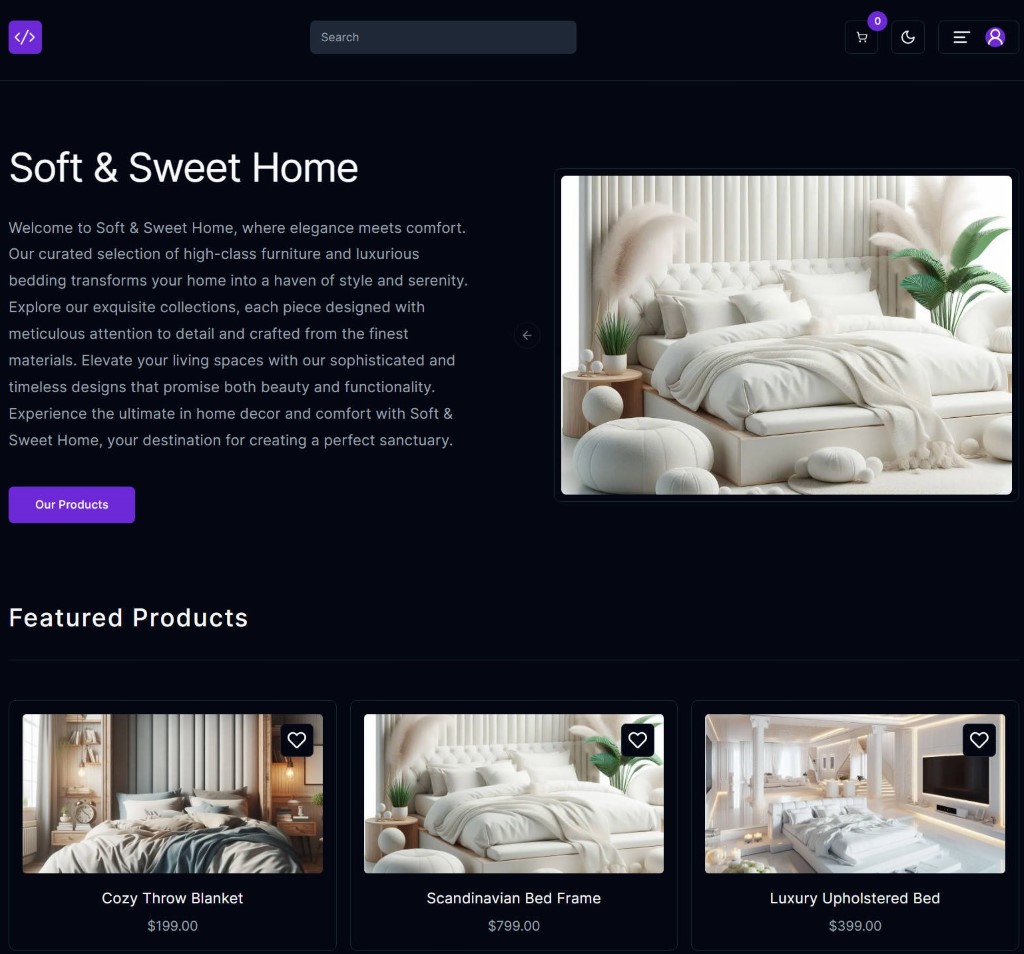 </>
Search
0
Soft & Sweet Home
Welcome to Soft & Sweet Home, where elegance meets comfort.
Our curated selection of high-class furniture and luxurious
bedding transforms your home into a haven of style and serenity.
Explore our exquisite collections, each piece designed with
meticulous attention to detail and crafted from the finest
materials. Elevate your living spaces with our sophisticated and
timeless designs that promise both beauty and functionality.
Experience the ultimate in home decor and comfort with Soft &
Sweet Home, your destination for creating a perfect sanctuary.
Our Products
Featured Products
Cozy Throw Blanket
$199.00
Scandinavian Bed Frame
$799.00
Luxury Upholstered Bed
$399.00